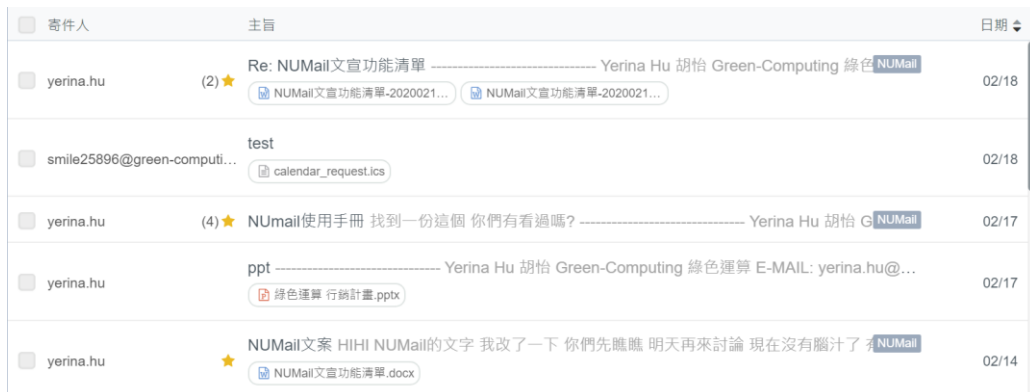 寄件人 主旨 日期
yerina.hu (2) Re: NUMail文宣功能清單 ------------------------------- Yerina Hu 胡怡 Green-Computing 綠色 NUMail 02/18
NUMail文宣功能清單-2020021... NUMail文宣功能清單-2020021...
smile25896@green-computi... test 02/18
calendar_request.ics
yerina.hu (4) NUmail使用手冊 找到一份這個 你們有看過嗎? ------------------------------- Yerina Hu 胡怡 G NUMail 02/17
yerina.hu ppt ------------------------------- Yerina Hu 胡怡 Green-Computing 綠色運算 E-MAIL: yerina.hu@... 02/17
綠色運算 行銷計畫.pptx
yerina.hu NUMail文案 HIHI NUMail的文字 我改了一下 你們先瞧瞧 明天再來討論 現在沒有腦汁了 NUMail 02/14
NUMail文宣功能清單.docx